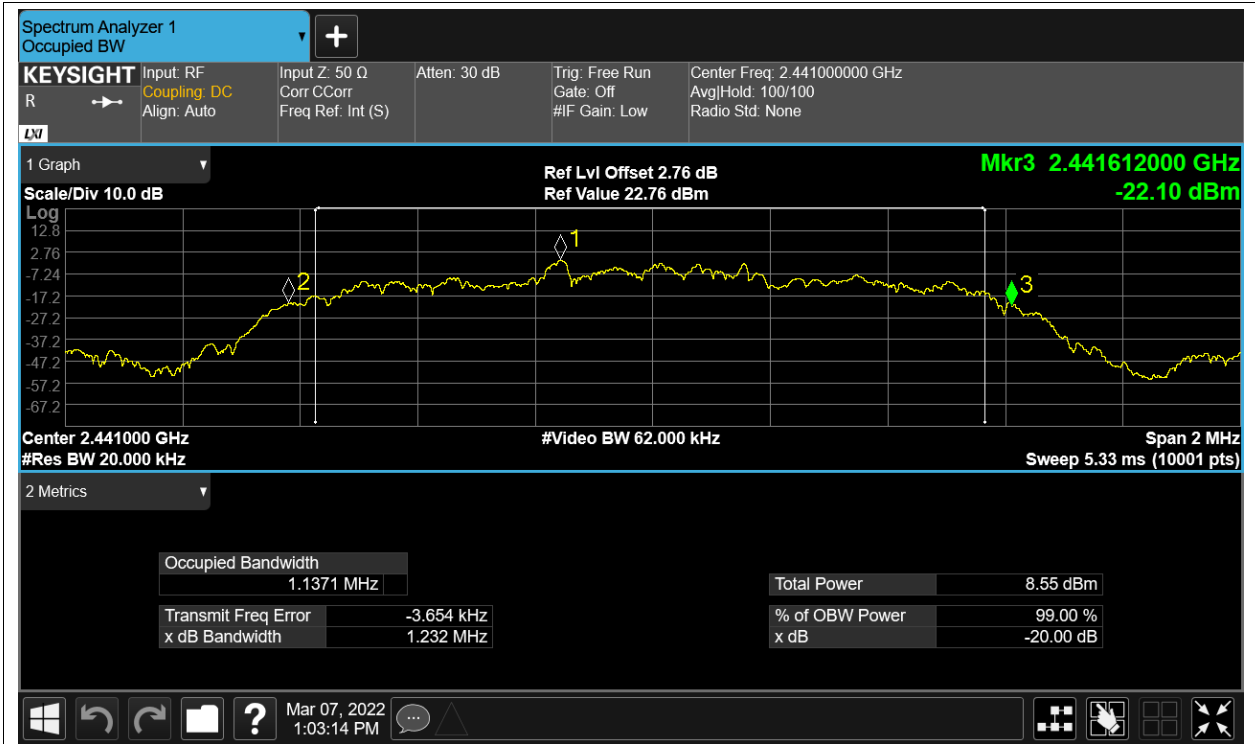 Spectrum Analyzer 1
Occupied BW
KEYSIGHT
R
LXI
Input: RF
Coupling: DC
Align: Auto
Input Z: 50 Ω
Corr CCorr
Freq Ref: Int (S)
Atten: 30 dB
Trig: Free Run
Gate: Off
#IF Gain: Low
Center Freq: 2.441000000 GHz
Avg|Hold: 100/100
Radio Std: None
1 Graph
Scale/Div 10.0 dB
Ref Lvl Offset 2.76 dB
Ref Value 22.76 dBm
Mkr3 2.441612000 GHz
-22.10 dBm
Log
12.8
2.76
-7.24
-17.2
-27.2
-37.2
-47.2
-57.2
-67.2
1
2
3
Center 2.441000 GHz
#Res BW 20.000 kHz
#Video BW 62.000 kHz
Span 2 MHz
Sweep 5.33 ms (10001 pts)
2 Metrics
Occupied Bandwidth
1.1371 MHz
Transmit Freq Error -3.654 kHz
x dB Bandwidth 1.232 MHz
Total Power 8.55 dBm
% of OBW Power 99.00 %
x dB -20.00 dB
?
Mar 07, 2022
1:03:14 PM